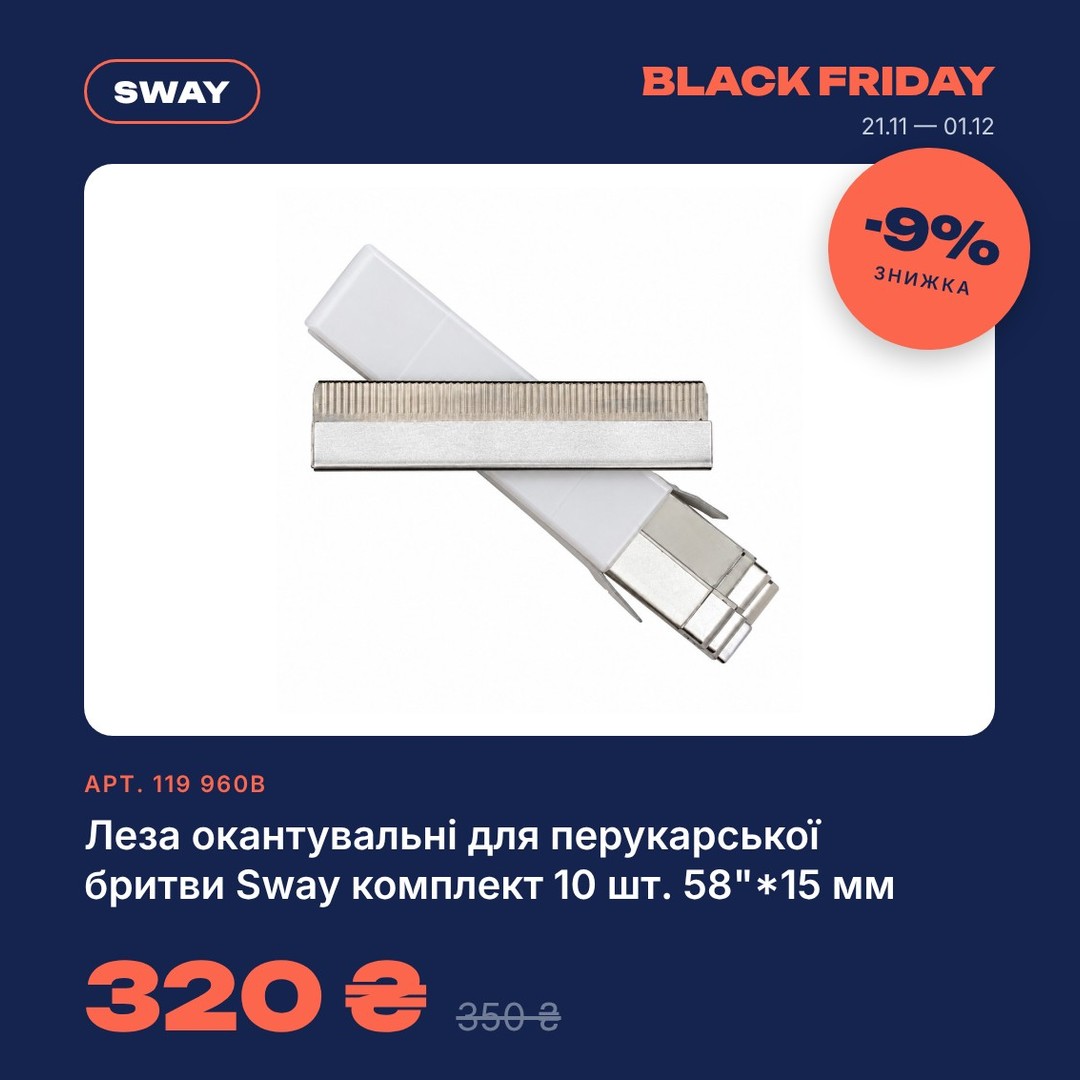 SWAY
BLACK FRIDAY
21.11 — 01.12
-9%
ЗНИЖКА
АРТ. 119 960B
Леза окантувальні для перукарської
бритви Sway комплект 10 шт. 58"*15 мм
320 ₴
350 ₴